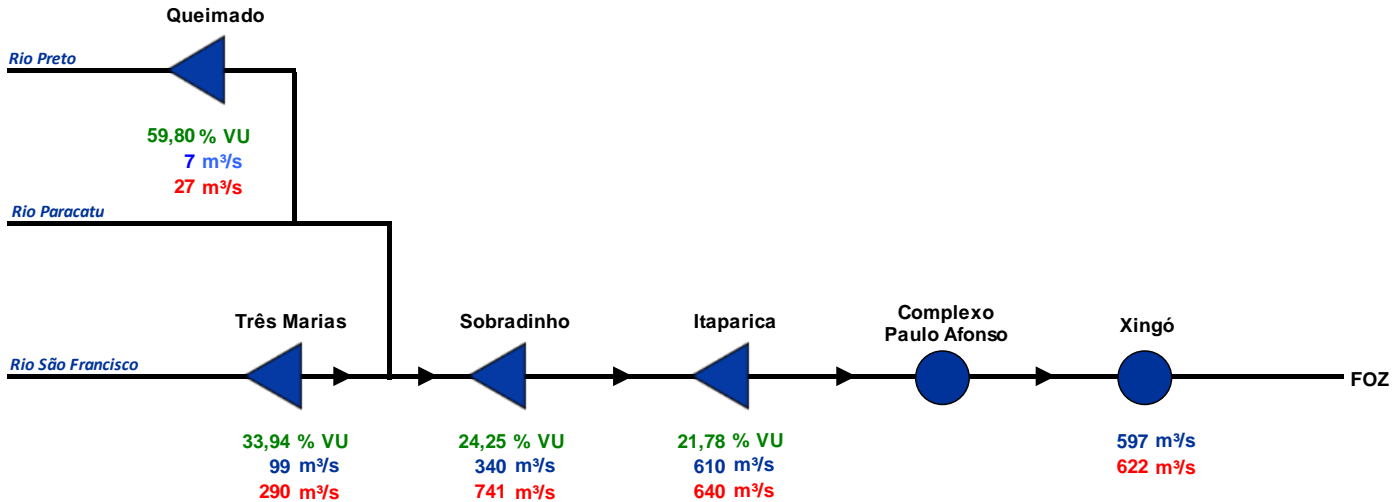 Queimado
Rio Preto
59,80 % VU
7 m³/s
27 m³/s
Rio Paracatu
Três Marias
Sobradinho
Itaparica
Complexo
Paulo Afonso
Xingó
Rio São Francisco
FOZ
33,94 % VU
99 m³/s
290 m³/s
24,25 % VU
340 m³/s
741 m³/s
21,78 % VU
610 m³/s
640 m³/s
597 m³/s
622 m³/s